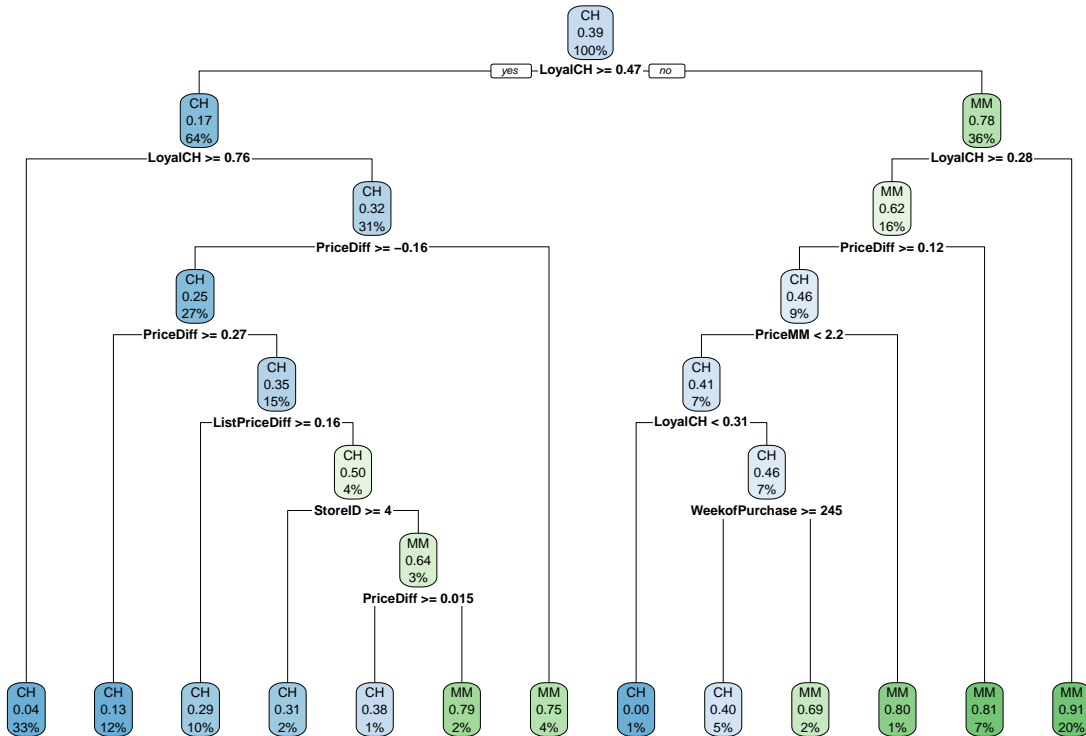 CH
0.39
100%
yes LoyalCH >= 0.47 no
CH
0.17
64%
MM
0.78
36%
LoyalCH >= 0.76
LoyalCH >= 0.28
CH
0.32
31%
MM
0.62
16%
PriceDiff >= −0.16
PriceDiff >= 0.12
CH
0.25
27%
CH
0.46
9%
PriceDiff >= 0.27
PriceMM < 2.2
CH
0.35
15%
CH
0.41
7%
ListPriceDiff >= 0.16
LoyalCH < 0.31
CH
0.50
4%
CH
0.46
7%
StoreID >= 4
WeekofPurchase >= 245
MM
0.64
3%
PriceDiff >= 0.015
CH
0.04
33%
CH
0.13
12%
CH
0.29
10%
CH
0.31
2%
CH
0.38
1%
MM
0.79
2%
MM
0.75
4%
CH
0.00
1%
CH
0.40
5%
MM
0.69
2%
MM
0.80
1%
MM
0.81
7%
MM
0.91
20%